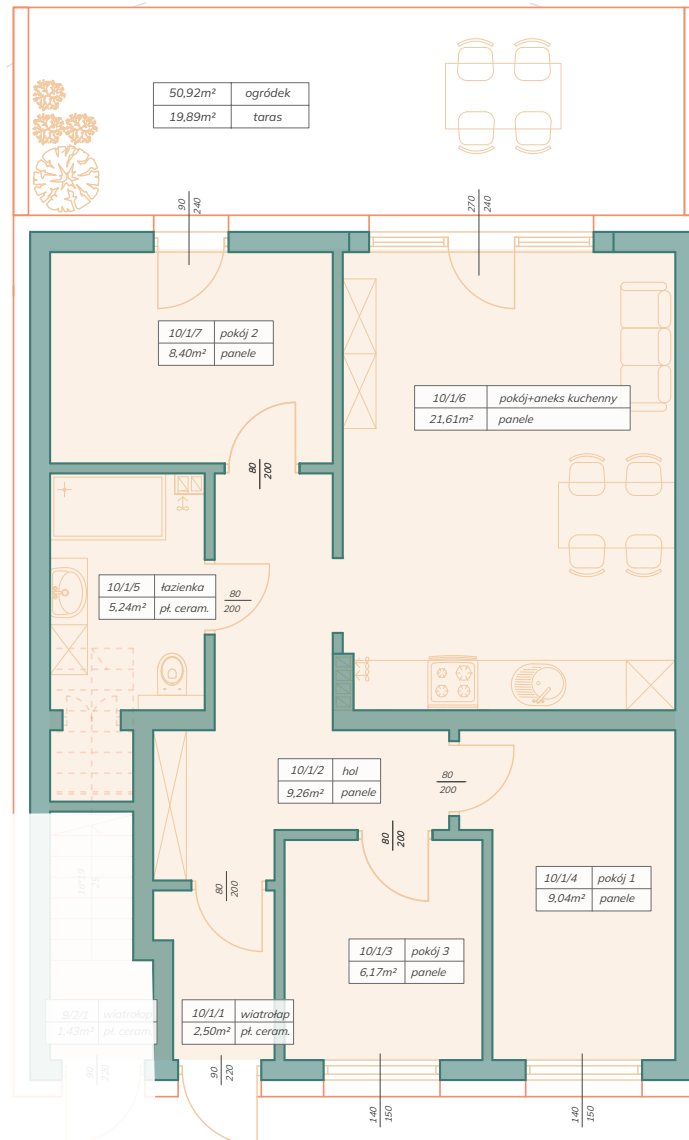 50,92m² ogródek
19,89m² taras
90
240
270
240
10/1/7 pokój 2
8,40m² panele
10/1/6 pokój+aneks kuchenny
21,61m² panele
80
200
10/1/5 łazienka
5,24m² pł. ceram.
80
200
10/1/2 hol
9,26m² panele
80
200
80
200
80
200
10/1/4 pokój 1
9,04m² panele
10/1/3 pokój 3
6,17m² panele
9/2/1 wiatrołap
1,43m² pł. ceram.
10/1/1 wiatrołap
2,50m² pł. ceram.
80
220
90
220
140
150
140
150